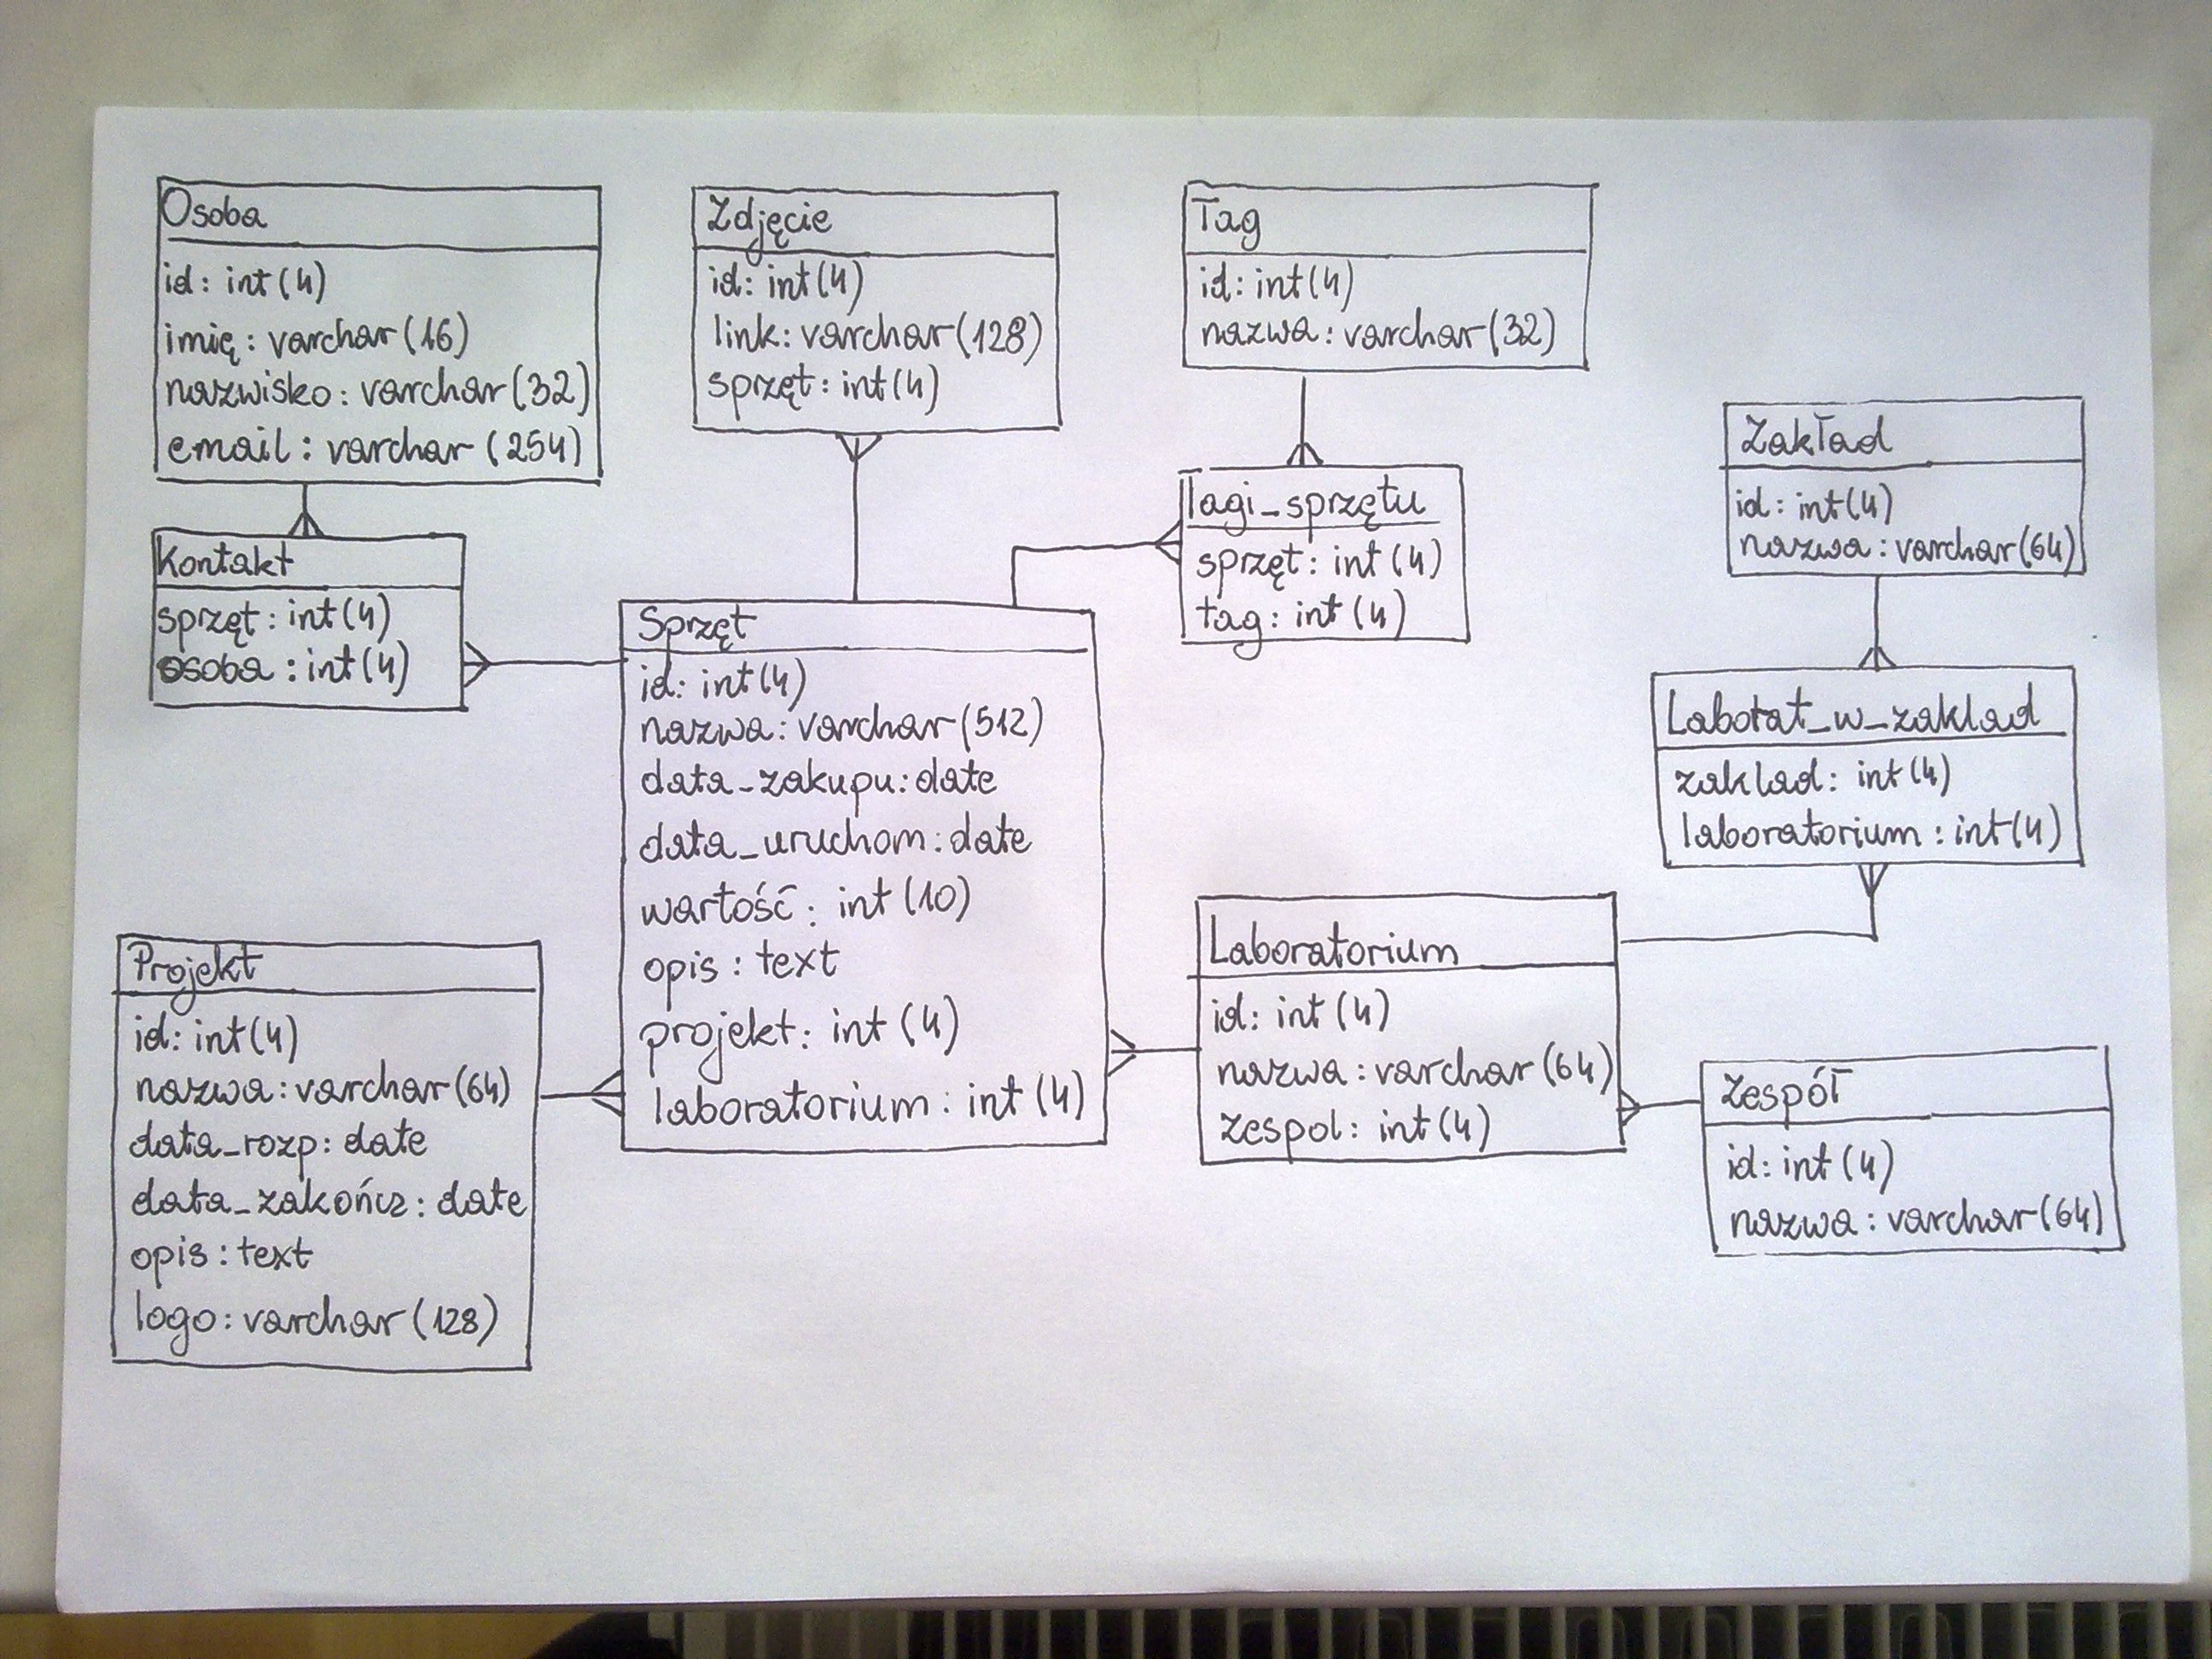 Osoba
id: int(4)
imię: varchar(16)
nazwisko: varchar(32)
email: varchar(254)
Zdjęcie
id: int(4)
link: varchar(128)
sprzęt: int(4)
Tag
id: int(4)
nazwa: varchar(32)
Zakład
id: int(4)
nazwa: varchar(64)
Kontakt
sprzęt: int(4)
osoba: int(4)
Tagi_sprzętu
sprzęt: int(4)
tag: int(4)
Sprzęt
id: int(4)
nazwa: varchar(512)
data_zakupu: date
data_uruchom: date
wartość: int(10)
opis: text
projekt: int(4)
laboratorium: int(4)
Laborat_w_zaklad
zaklad: int(4)
laboratorium: int(4)
Projekt
id: int(4)
nazwa: varchar(64)
data_rozp: date
data_zakończ: date
opis: text
logo: varchar(128)
Laboratorium
id: int(4)
nazwa: varchar(64)
zespol: int(4)
Zespół
id: int(4)
nazwa: varchar(64)